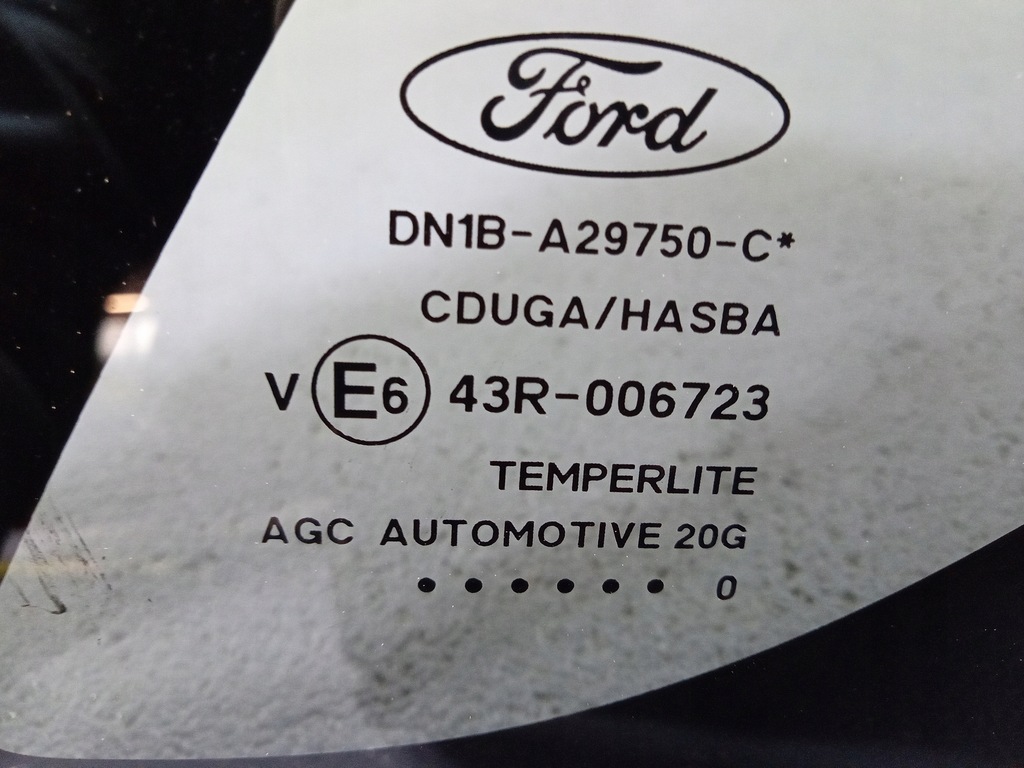 Ford
DN1B-A29750-C*
CDUGA/HASBA
V E6 43R-006723
TEMPERLITE
AGC AUTOMOTIVE 20G
• • • • • • 0